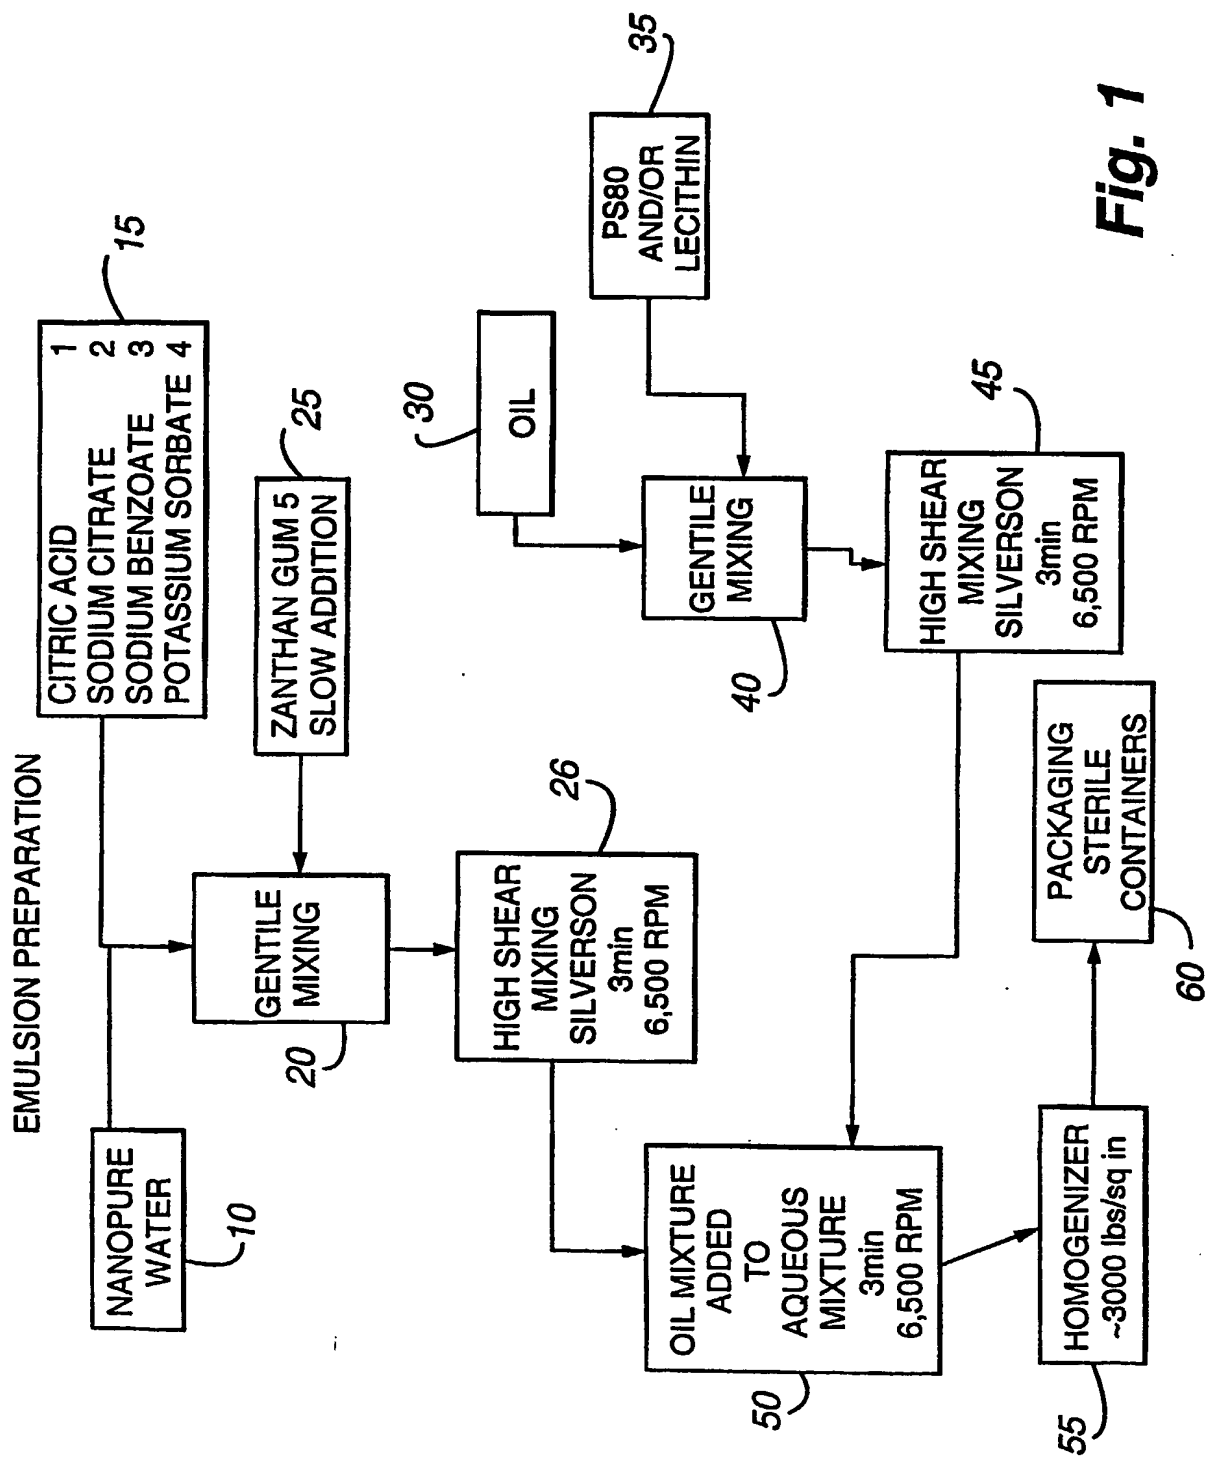 EMULSION PREPARATION
NANOPURE
WATER
10
CITRIC ACID 1
SODIUM CITRATE 2
SODIUM BENZOATE 3
POTASSIUM SORBATE 4
15
GENTILE
MIXING
20
ZANTHAN GUM 5
SLOW ADDITION
25
HIGH SHEAR
MIXING
SILVERSON
3min
6,500 RPM
26
OIL
30
PS80
AND/OR
LECITHIN
35
GENTILE
MIXING
40
HIGH SHEAR
MIXING
SILVERSON
3min
6,500 RPM
45
OIL MIXTURE
ADDED
TO
AQUEOUS
MIXTURE
3min
6,500 RPM
50
HOMOGENIZER
~3000 lbs/sq in
55
PACKAGING
STERILE
CONTAINERS
60
Fig. 1